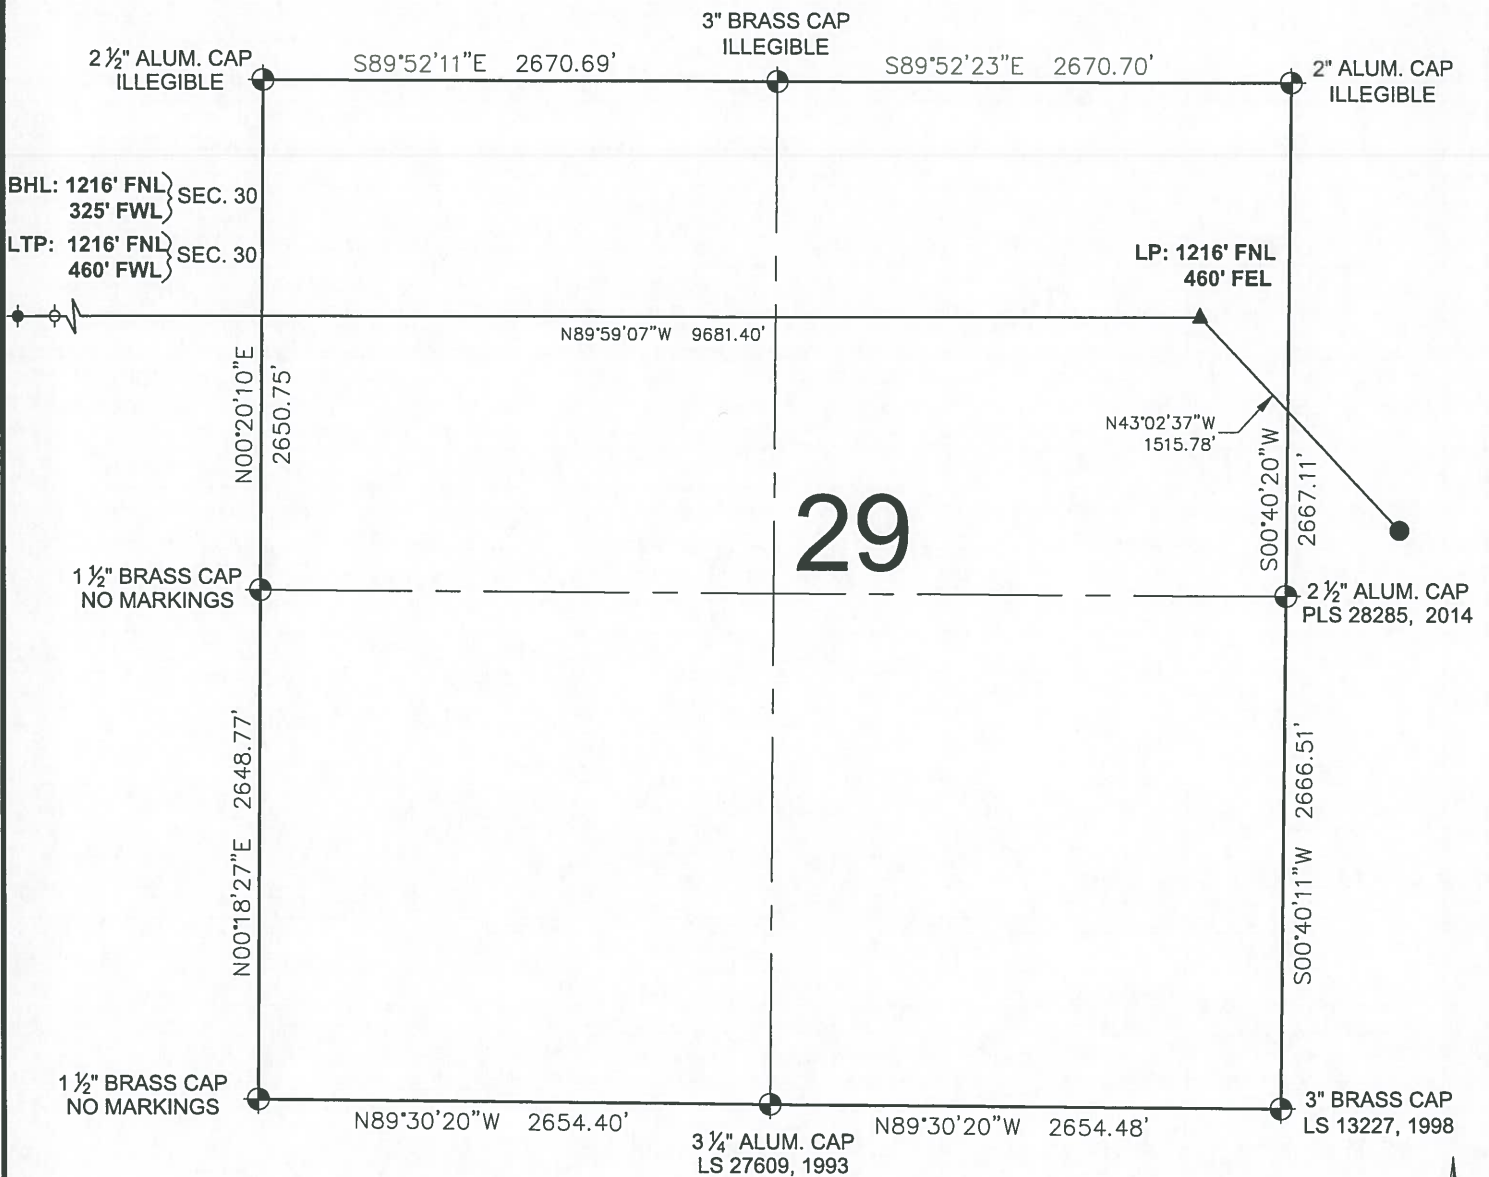 3" BRASS CAP
ILLEGIBLE
2 ½" ALUM. CAP
ILLEGIBLE
S89°52'11"E 2670.69'
S89°52'23"E 2670.70'
2" ALUM. CAP
ILLEGIBLE
BHL: 1216' FNL
325' FWL
SEC. 30
LTP: 1216' FNL
460' FWL
SEC. 30
LP: 1216' FNL
460' FEL
N89°59'07"W 9681.40'
N00°20'10"E
2650.75'
N43°02'37"W
1515.78'
S00°40'20"W
2667.11'
29
1 ½" BRASS CAP
NO MARKINGS
2 ½" ALUM. CAP
PLS 28285, 2014
N00°18'27"E 2648.77'
S00°40'11"W 2666.51'
1 ½" BRASS CAP
NO MARKINGS
N89°30'20"W 2654.40'
3 ¼" ALUM. CAP
LS 27609, 1993
N89°30'20"W 2654.48'
3" BRASS CAP
LS 13227, 1998